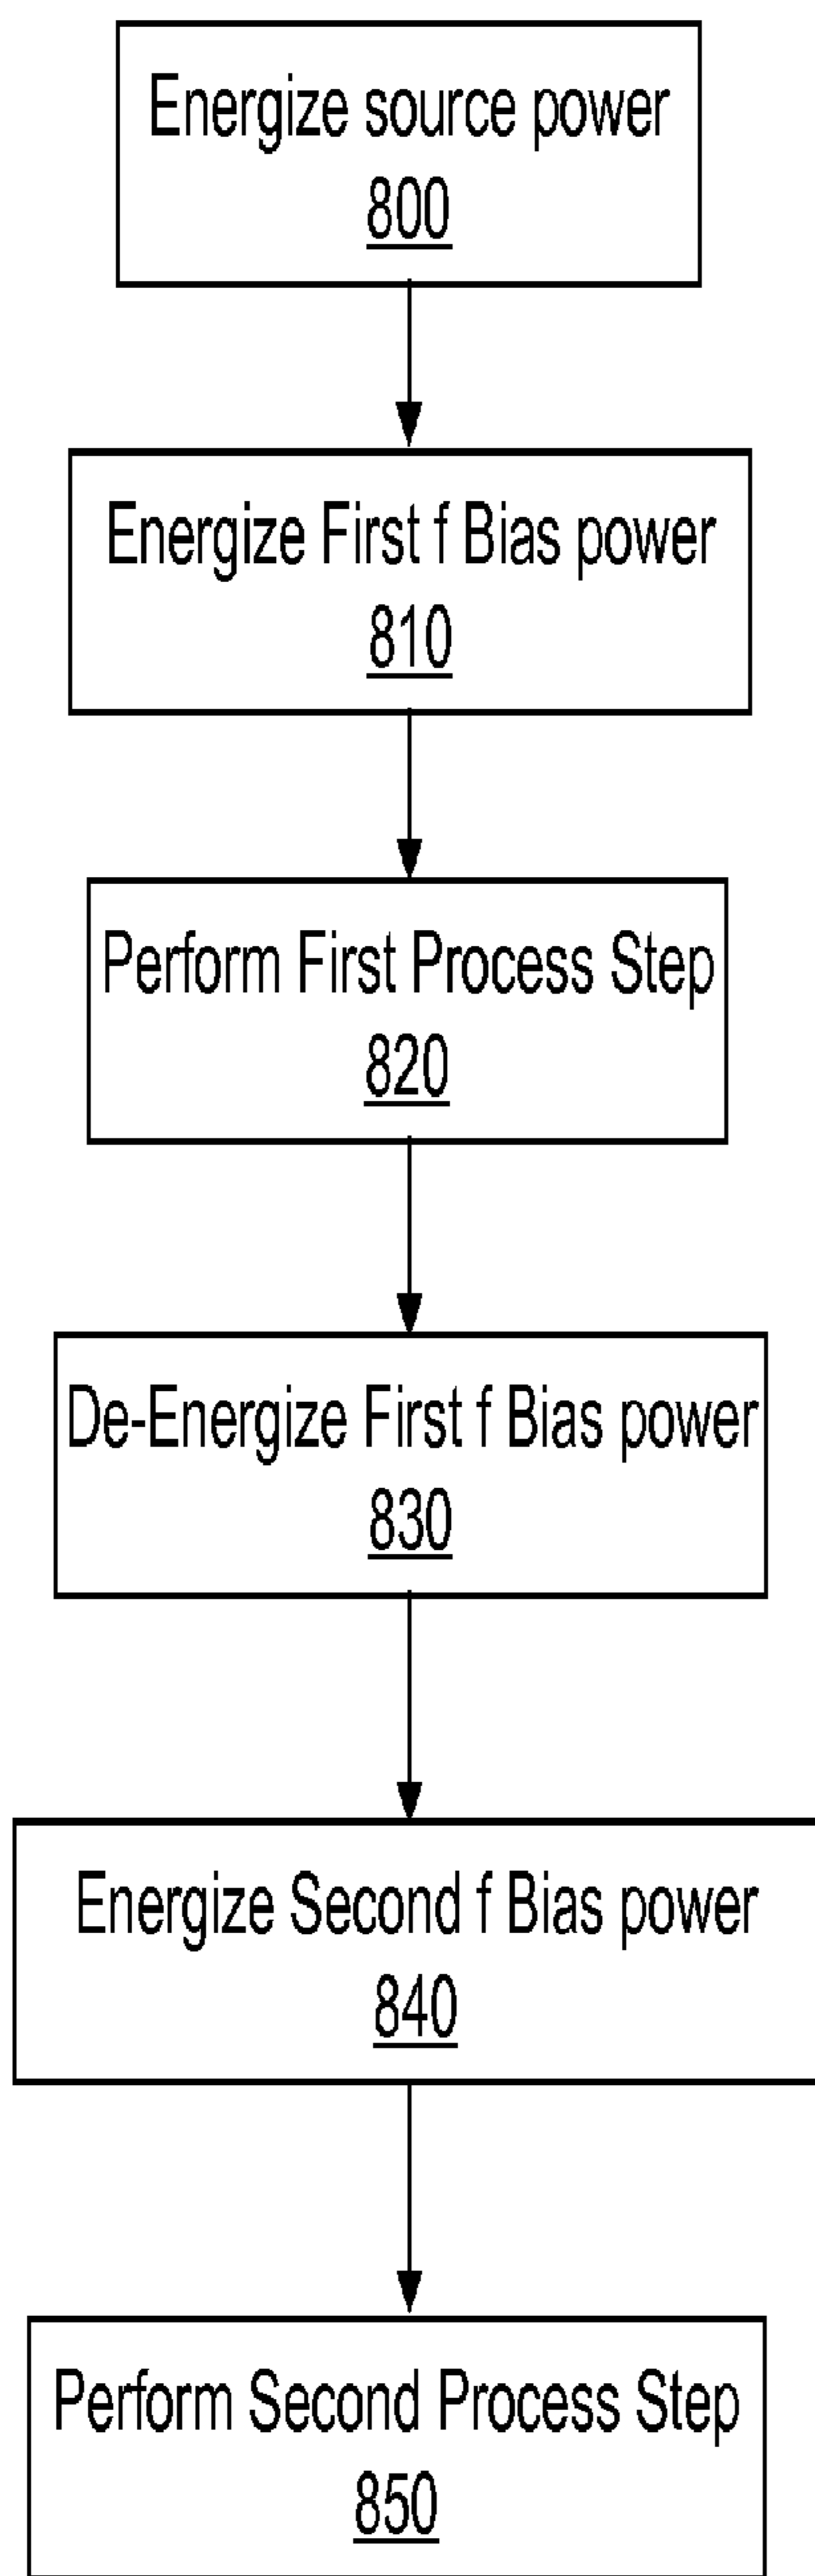 Energize source power
800
Energize First f Bias power
810
Perform First Process Step
820
De-Energize First f Bias power
830
Energize Second f Bias power
840
Perform Second Process Step
850